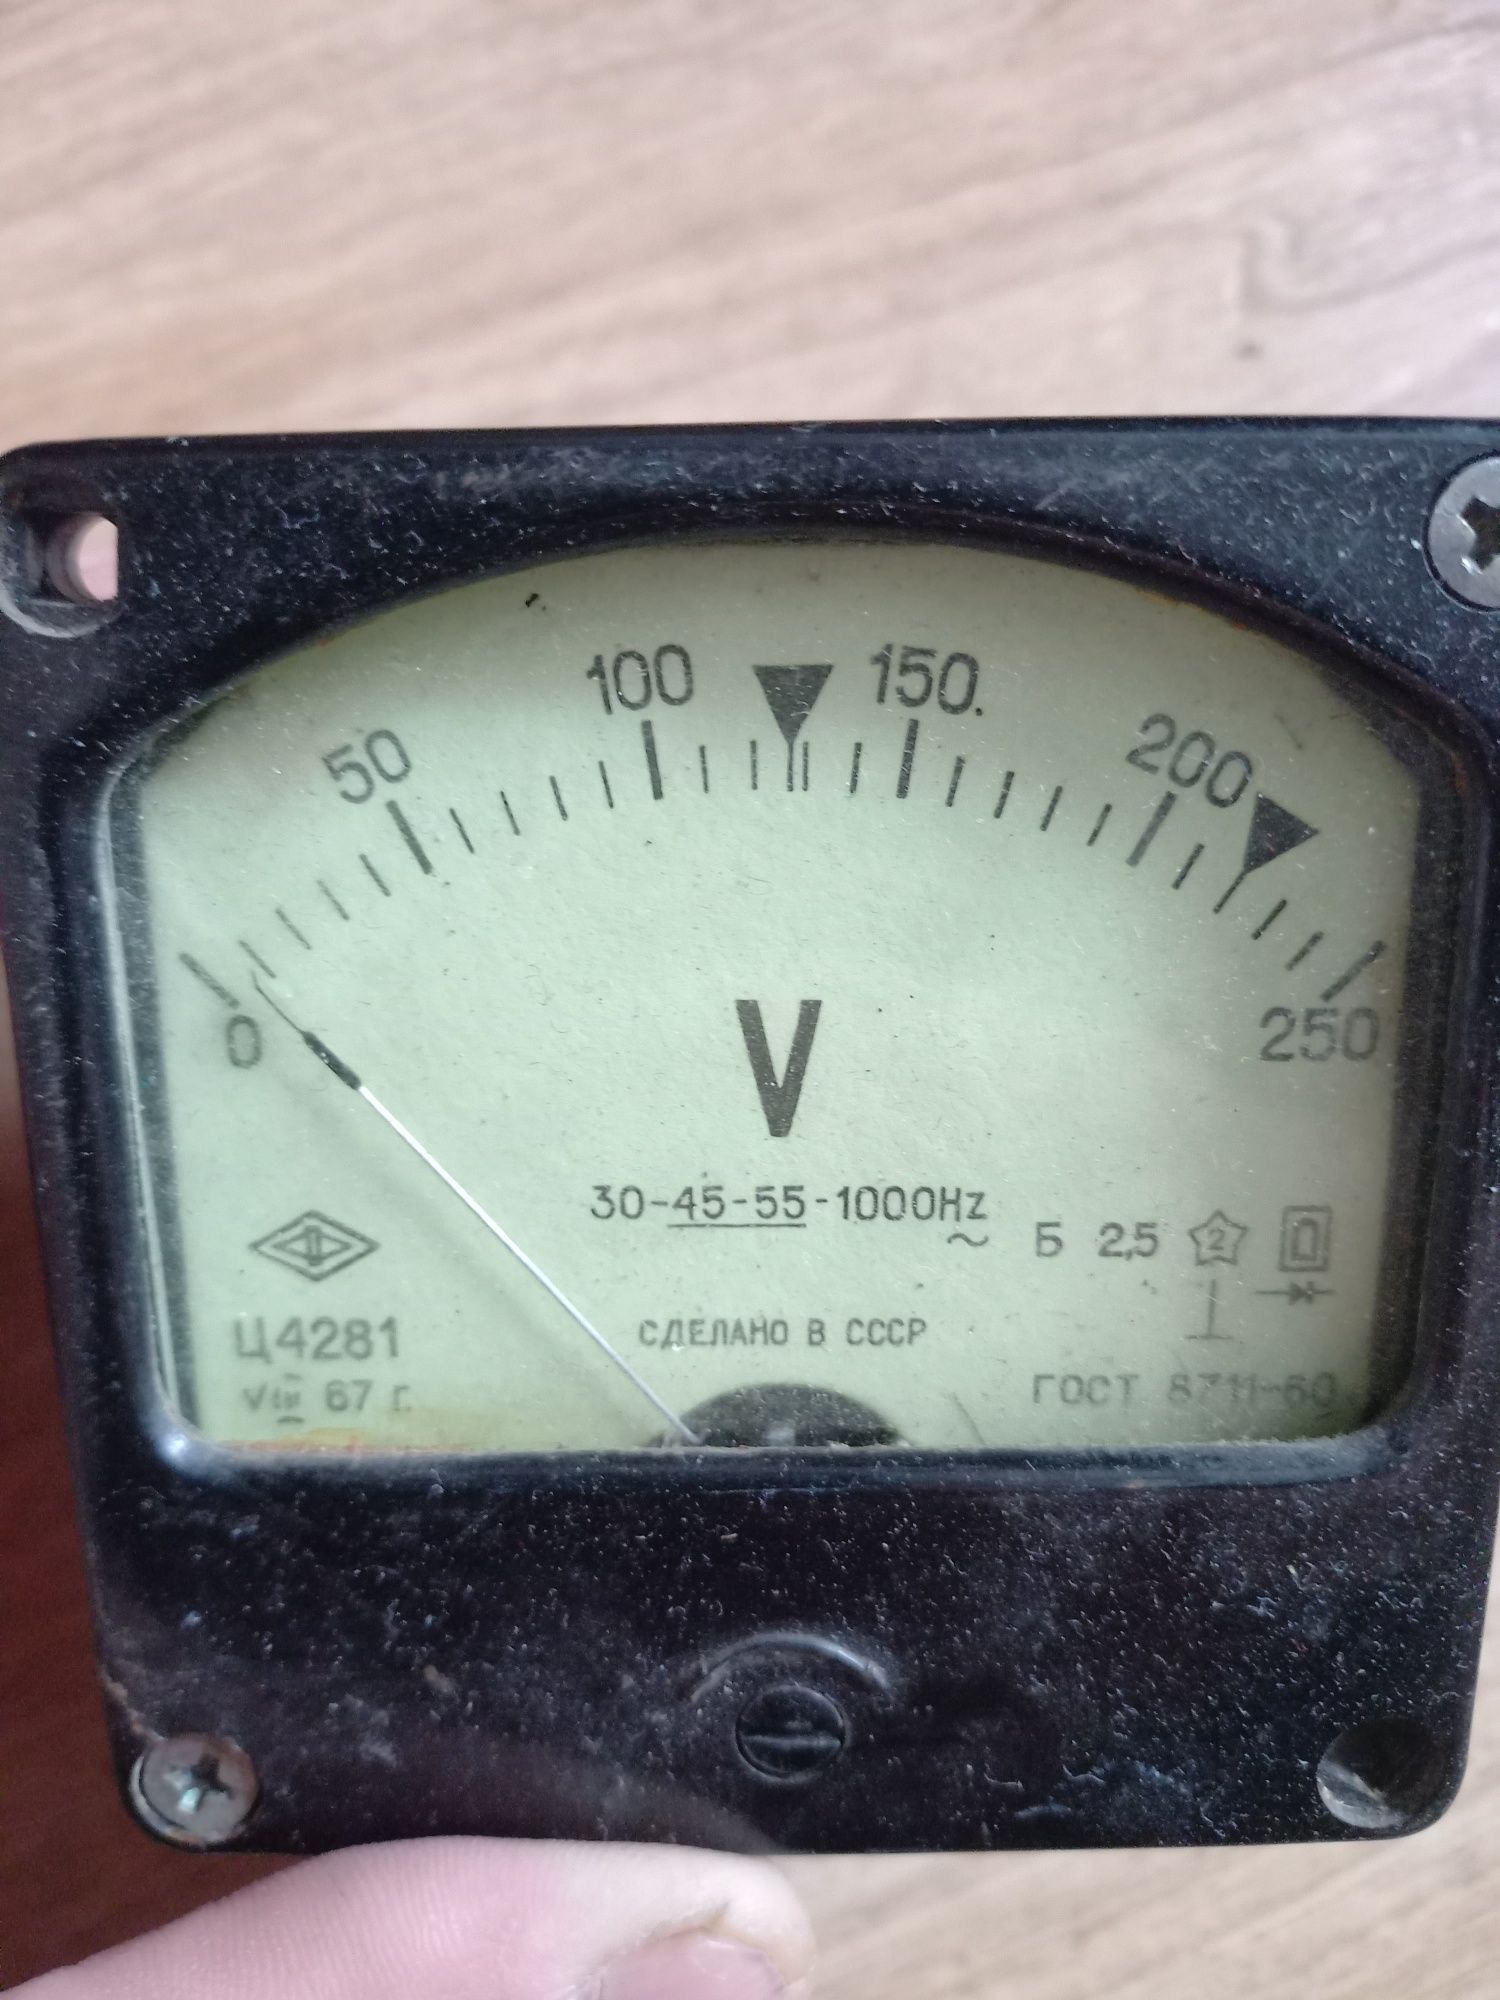 0 50 100 150 200 250
V
30-45-55-1000Hz
~ Б 2,5 2
Ц4281
СДЕЛАНО В СССР
67 г.
ГОСТ 8711-60